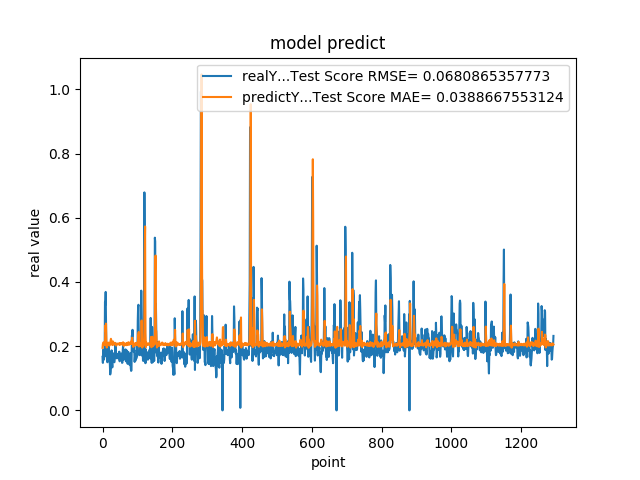 model predict
realY...Test Score RMSE= 0.0680865357773
predictY...Test Score MAE= 0.0388667553124
1.0
0.8
0.6
0.4
0.2
0.0
real value
0 200 400 600 800 1000 1200
point